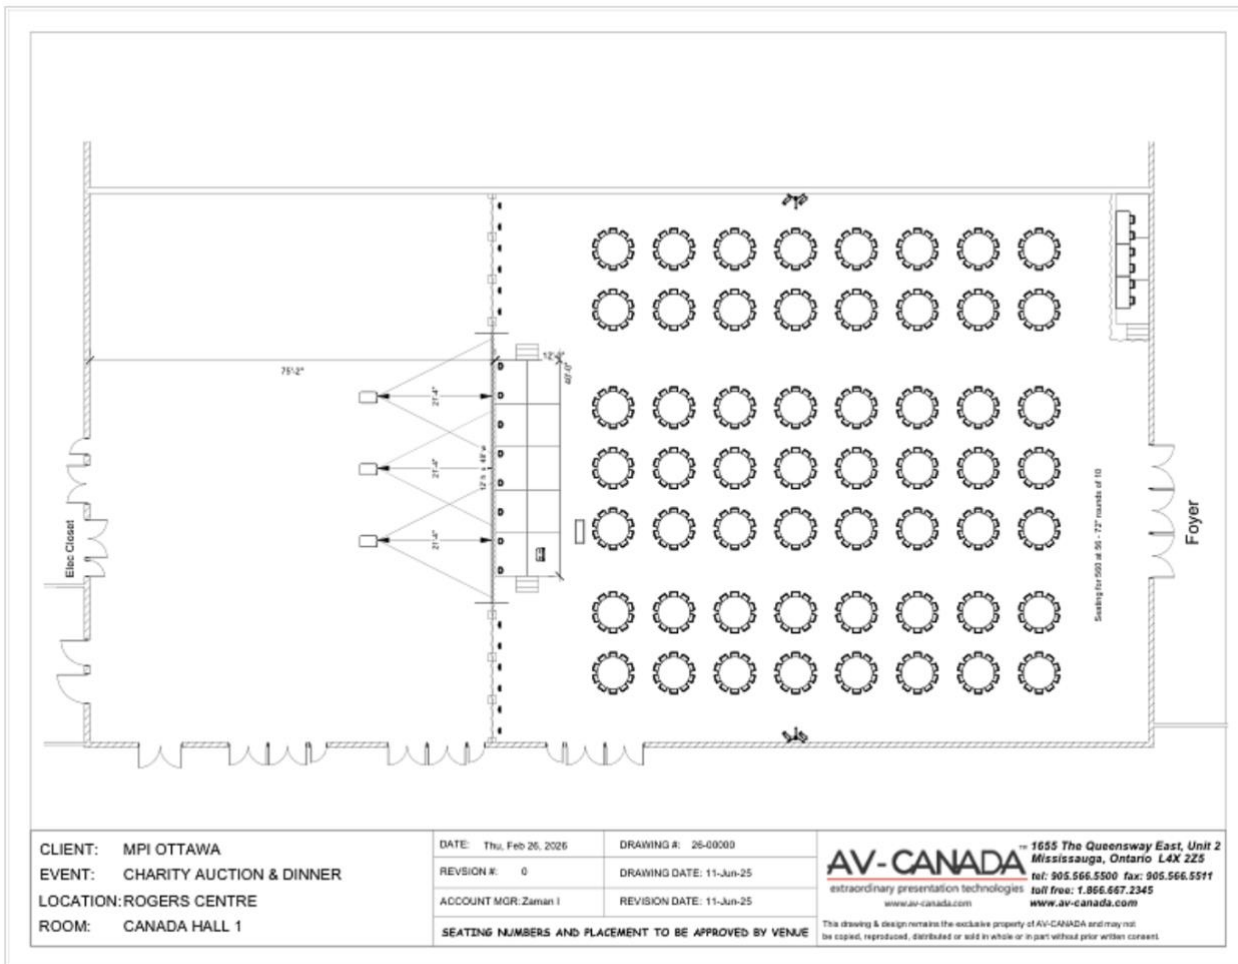 75'-2"
12'-0"
40'-0"
21'-4"
21'-4"
21'-4"
Elec Closet
Foyer
Seating for 560 at 56 - 72" rounds of 10
CLIENT: MPI OTTAWA
EVENT: CHARITY AUCTION & DINNER
LOCATION: ROGERS CENTRE
ROOM: CANADA HALL 1
DATE: Thu, Feb 26, 2026
REVSION #: 0
ACCOUNT MGR: Zaman I
DRAWING #: 26-00000
DRAWING DATE: 11-Jun-25
REVISION DATE: 11-Jun-25
SEATING NUMBERS AND PLACEMENT TO BE APPROVED BY VENUE
AV-CANADA™
extraordinary presentation technologies
www.av-canada.com
1655 The Queensway East, Unit 2
Mississauga, Ontario L4X 2Z5
tel: 905.566.5500 fax: 905.566.5511
toll free: 1.866.667.2345
www.av-canada.com
This drawing & design remains the exclusive property of AV-CANADA and may not
be copied, reproduced, distributed or sold in whole or in part without prior written consent.